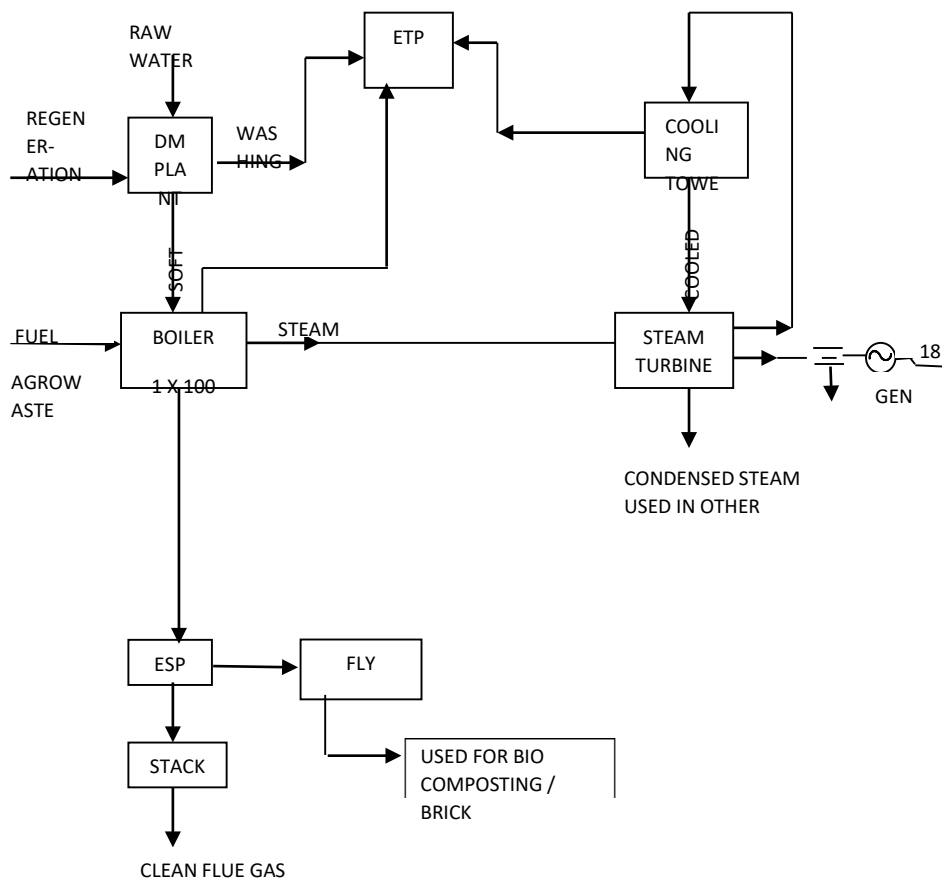 RAW
WATER
ETP
REGEN
ER-
ATION
DM
PLA
NT
WAS
HING
COOLI
NG
TOWE
SOFT
COOLED
FUEL
AGROW
ASTE
BOILER
1 X 100
STEAM
STEAM
TURBINE
18
GEN
CONDENSED STEAM
USED IN OTHER
ESP
FLY
STACK
USED FOR BIO
COMPOSTING /
BRICK
CLEAN FLUE GAS